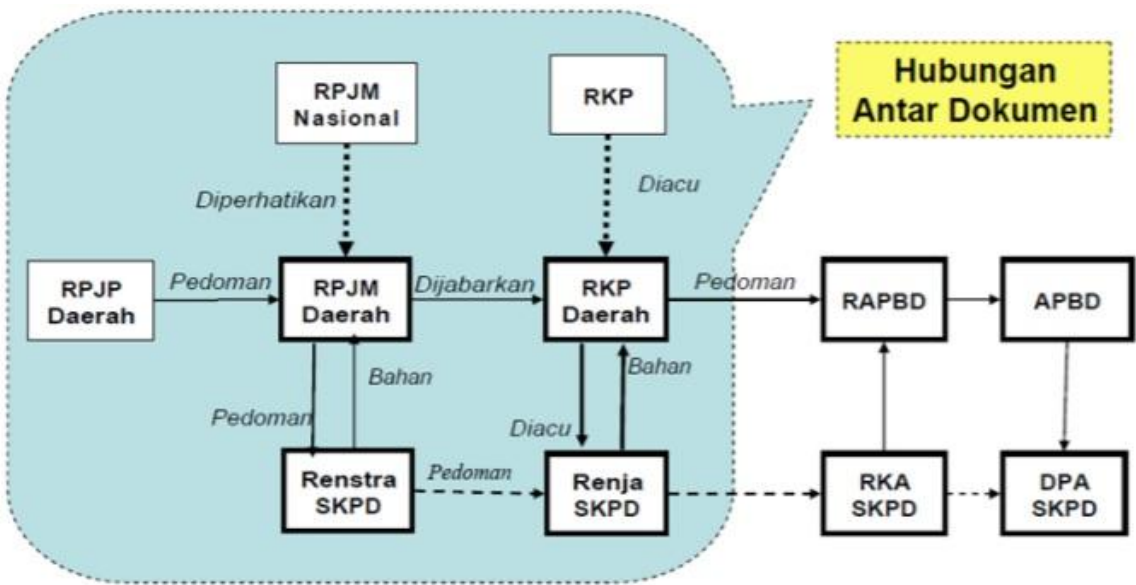 Hubungan
Antar Dokumen
RPJM
Nasional
RKP
Diperhatikan
Diacu
RPJP
Daerah
Pedoman
RPJM
Daerah
Dijabarkan
RKP
Daerah
Pedoman
RAPBD
APBD
Pedoman
Bahan
Diacu
Bahan
Renstra
SKPD
Pedoman
Renja
SKPD
RKA
SKPD
DPA
SKPD